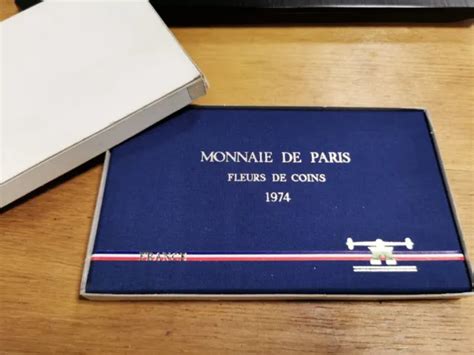 MONNAIE DE PARIS
FLEURS DE COINS
1974
FRANCE